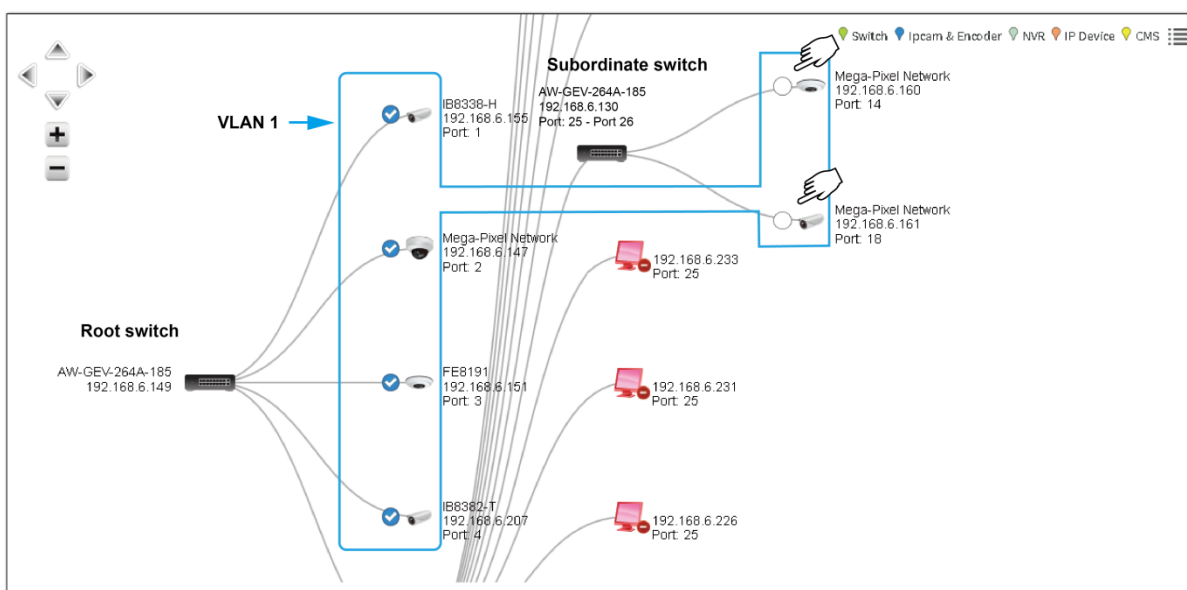 Switch Ipcam & Encoder NVR IP Device CMS
Subordinate switch
AW-GEV-264A-185
192.168.6.130
Port: 25 - Port 26
Mega-Pixel Network
192.168.6.160
Port: 14
VLAN 1
IB8338-H
192.168.6.155
Port: 1
Mega-Pixel Network
192.168.6.161
Port: 18
Mega-Pixel Network
192.168.6.147
Port: 2
192.168.6.233
Port: 25
Root switch
AW-GEV-264A-185
192.168.6.149
FE8191
192.168.6.151
Port: 3
192.168.6.231
Port: 25
IB8382-T
192.168.6.207
Port: 4
192.168.6.226
Port: 25